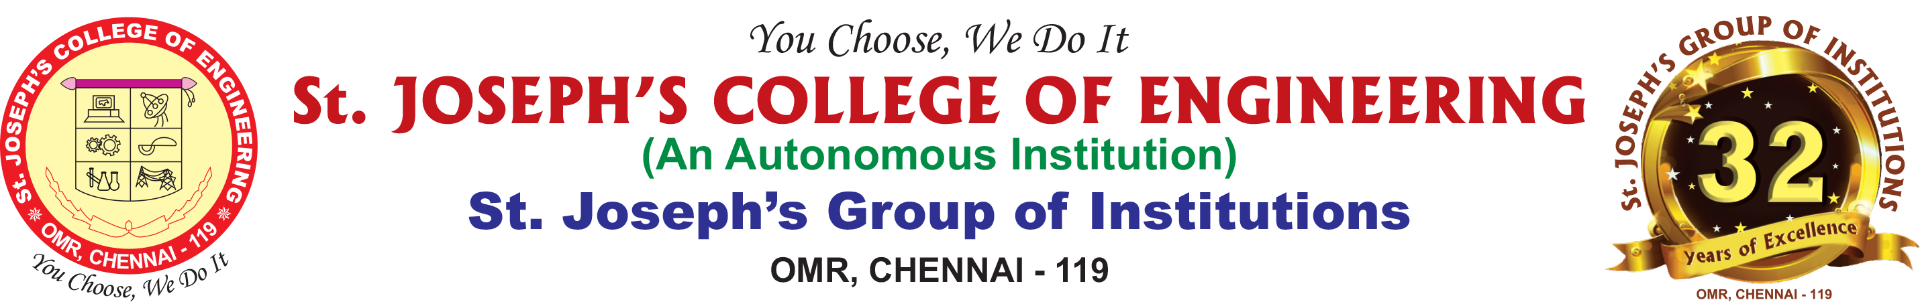 St. JOSEPH'S COLLEGE OF ENGINEERING
OMR, CHENNAI - 119
You Choose, We Do It
You Choose, We Do It
St. JOSEPH'S COLLEGE OF ENGINEERING
(An Autonomous Institution)
St. Joseph's Group of Institutions
OMR, CHENNAI - 119
St. JOSEPH'S GROUP OF INSTITUTIONS
32
Years of Excellence
OMR, CHENNAI - 119